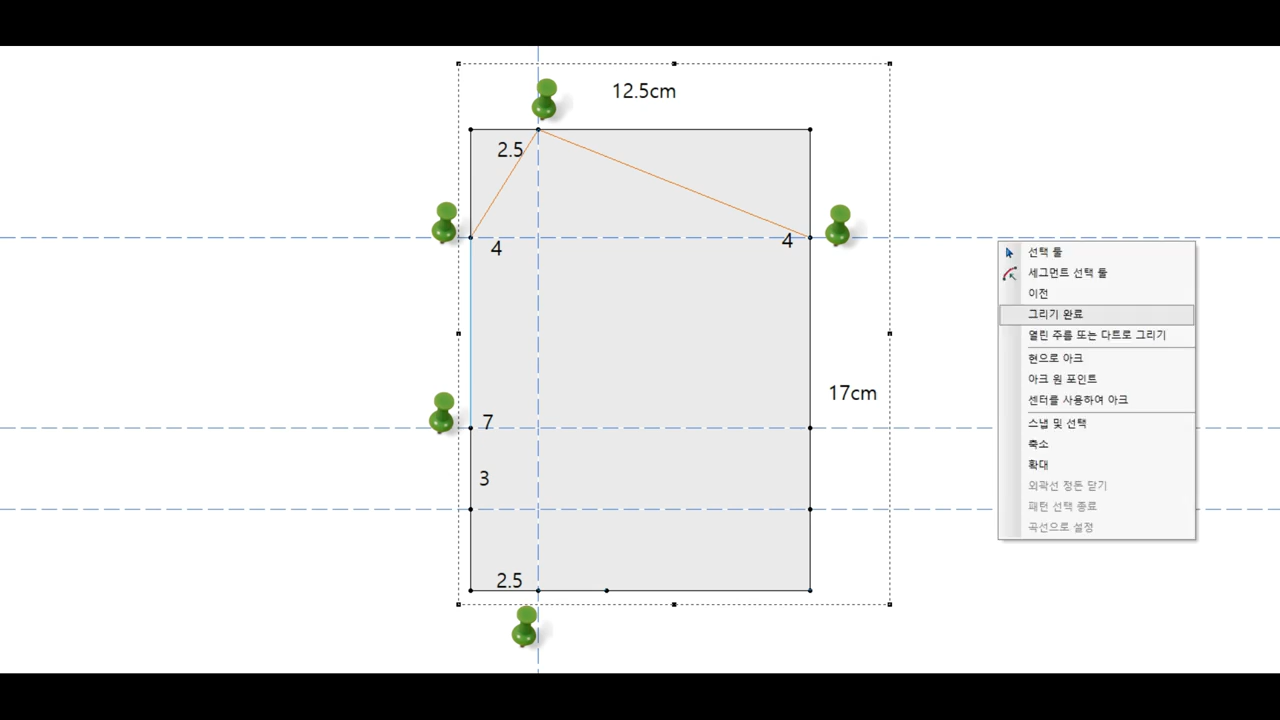 12.5cm
2.5
4
4
17cm
7
3
2.5
선택 툴
세그먼트 선택 툴
이전
그리기 완료
열린 주름 또는 다트로 그리기
현으로 아크
아크 원 포인트
센터를 사용하여 아크
스냅 및 선택
축소
확대
외곽선 정돈 닫기
패턴 선택 종료
곡선으로 설정